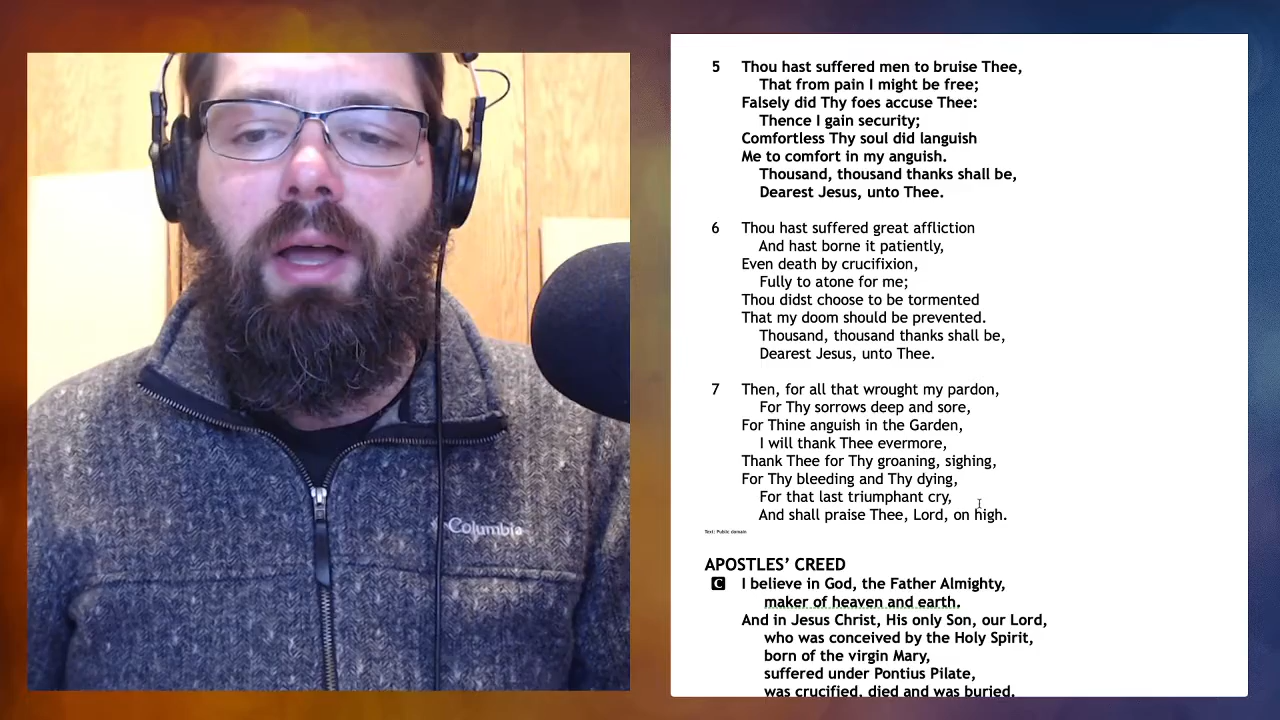 Columbia
5 Thou hast suffered men to bruise Thee,
That from pain I might be free;
Falsely did Thy foes accuse Thee:
Thence I gain security;
Comfortless Thy soul did languish
Me to comfort in my anguish.
Thousand, thousand thanks shall be,
Dearest Jesus, unto Thee.
6 Thou hast suffered great affliction
And hast borne it patiently,
Even death by crucifixion,
Fully to atone for me;
Thou didst choose to be tormented
That my doom should be prevented.
Thousand, thousand thanks shall be,
Dearest Jesus, unto Thee.
7 Then, for all that wrought my pardon,
For Thy sorrows deep and sore,
For Thine anguish in the Garden,
I will thank Thee evermore,
Thank Thee for Thy groaning, sighing,
For Thy bleeding and Thy dying,
For that last triumphant cry,
And shall praise Thee, Lord, on high.
Text: Public domain
APOSTLES’ CREED
C I believe in God, the Father Almighty,
maker of heaven and earth.
And in Jesus Christ, His only Son, our Lord,
who was conceived by the Holy Spirit,
born of the virgin Mary,
suffered under Pontius Pilate,
was crucified, died and was buried.